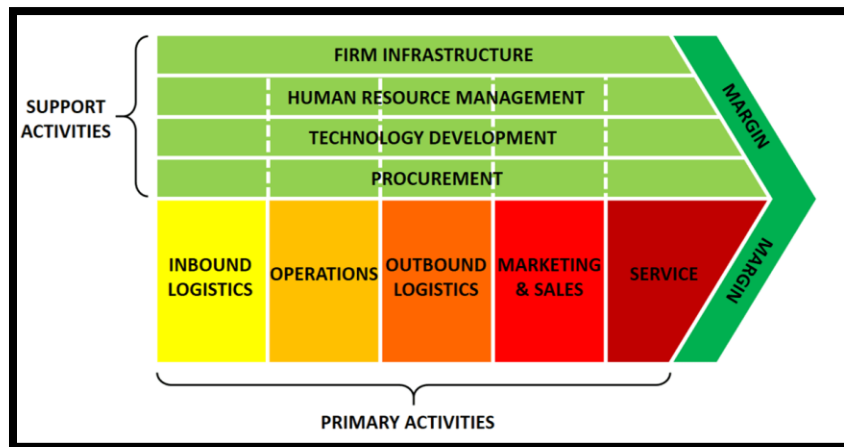 FIRM INFRASTRUCTURE
HUMAN RESOURCE MANAGEMENT
TECHNOLOGY DEVELOPMENT
PROCUREMENT
SUPPORT
ACTIVITIES
MARGIN
INBOUND
LOGISTICS
OPERATIONS
OUTBOUND
LOGISTICS
MARKETING
& SALES
SERVICE
MARGIN
PRIMARY ACTIVITIES